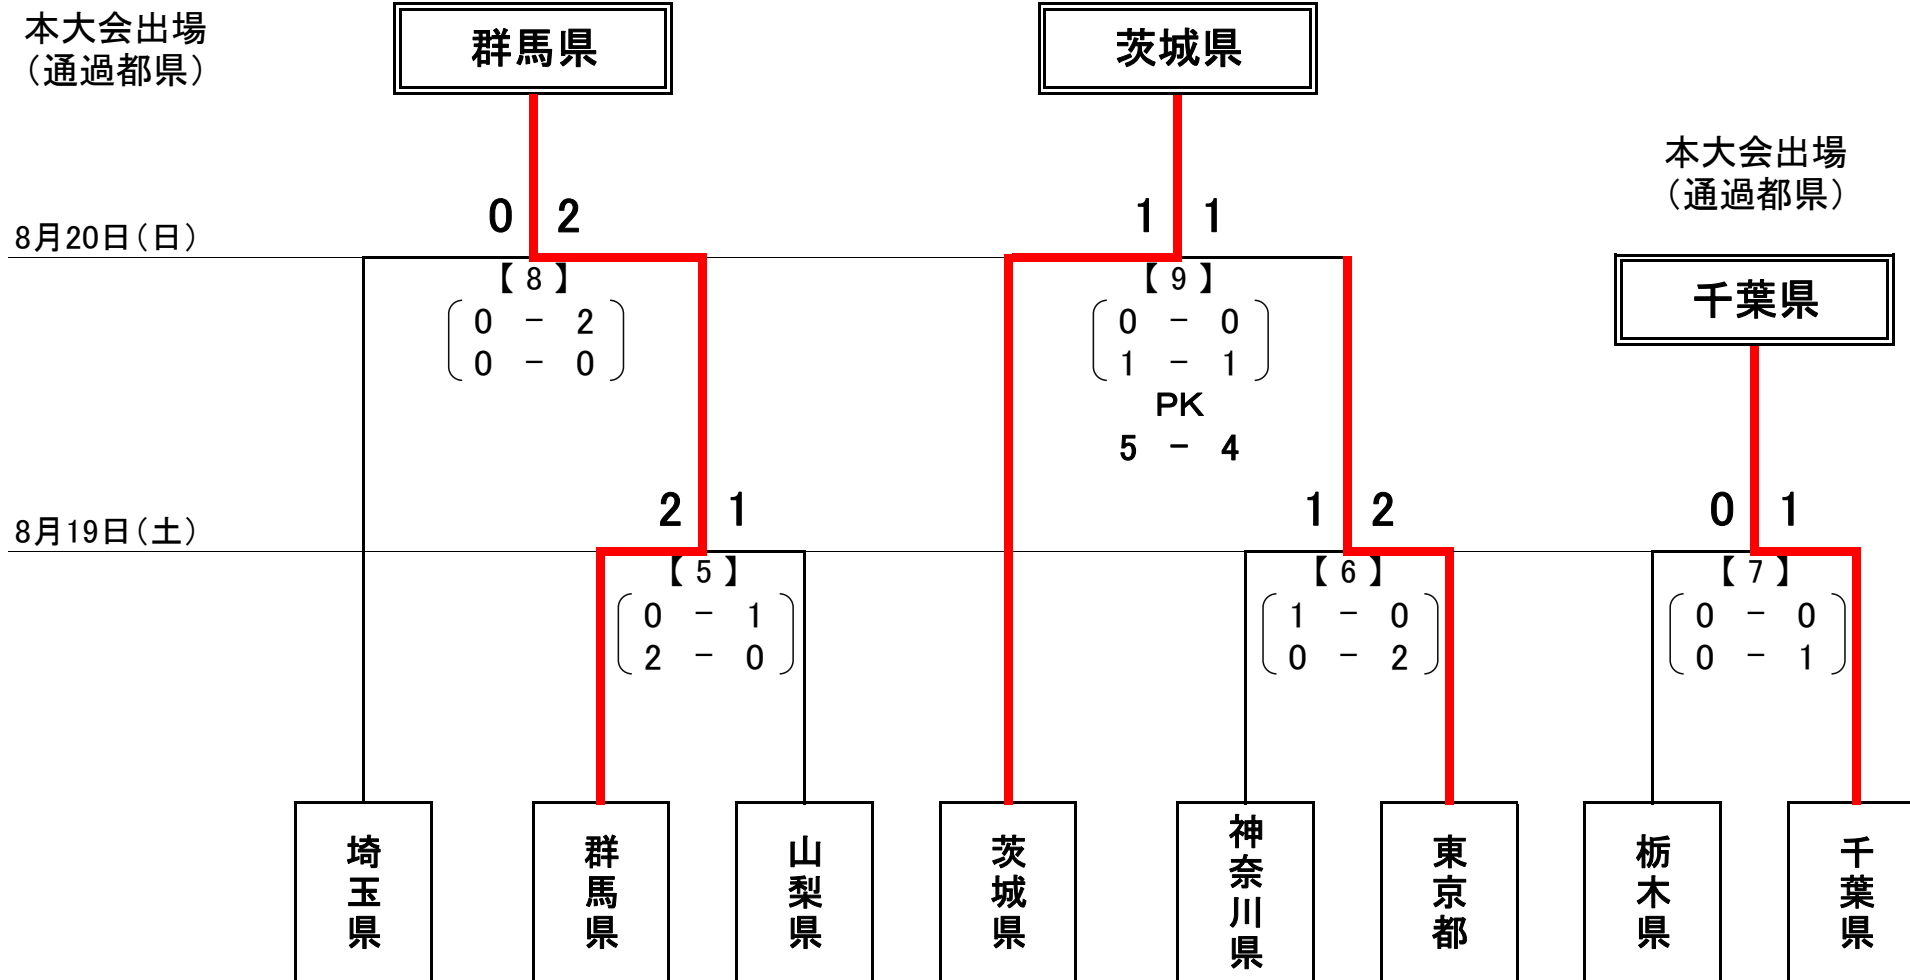 本大会出場
（通過都県）
群馬県
茨城県
本大会出場
（通過都県）
千葉県
0 2
1 1
8月20日（日）
【 8 】
0 － 2
0 － 0
【 9 】
0 － 0
1 － 1
PK
5 － 4
2 1
1 2
0 1
8月19日（土）
【 5 】
0 － 1
2 － 0
【 6 】
1 － 0
0 － 2
【 7 】
0 － 0
0 － 1
埼玉県
群馬県
山梨県
茨城県
神奈川県
東京都
栃木県
千葉県